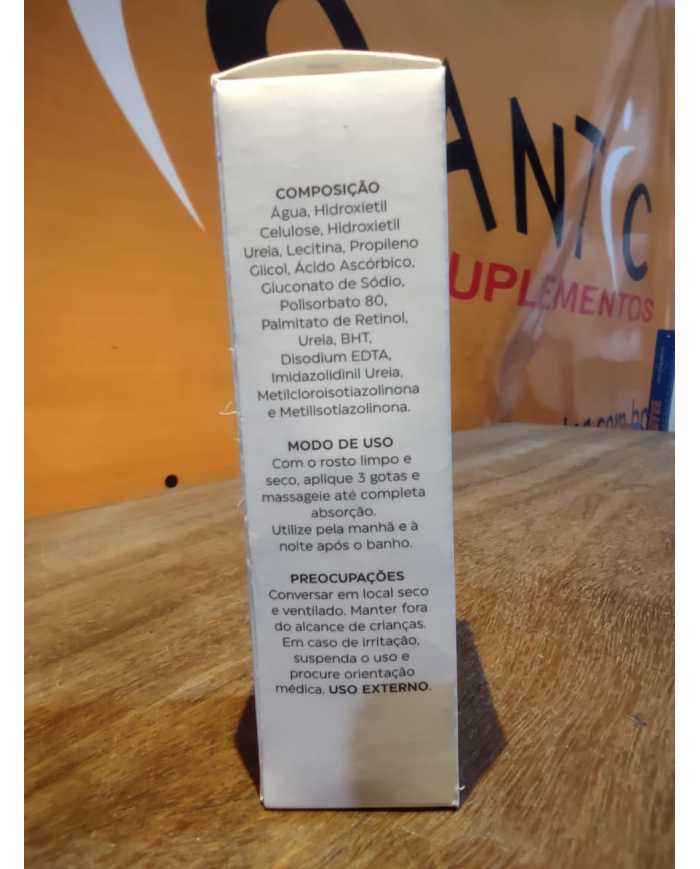 ANTIC
SUPLEMENTOS
COMPOSIÇÃO
Água, Hidroxietil
Celulose, Hidroxietil
Ureia, Lecitina, Propileno
Glicol, Ácido Ascórbico,
Gluconato de Sódio,
Polisorbato 80,
Palmitato de Retinol,
Ureia, BHT,
Disodium EDTA,
Imidazolidinil Ureia,
Metilcloroisotiazolinona
e Metilisotiazolinona.
MODO DE USO
Com o rosto limpo e
seco, aplique 3 gotas e
massageie até completa
absorção.
Utilize pela manhã e à
noite após o banho.
PREOCUPAÇÕES
Conversar em local seco
e ventilado. Manter fora
do alcance de crianças.
Em caso de irritação,
suspenda o uso e
procure orientação
médica. USO EXTERNO.